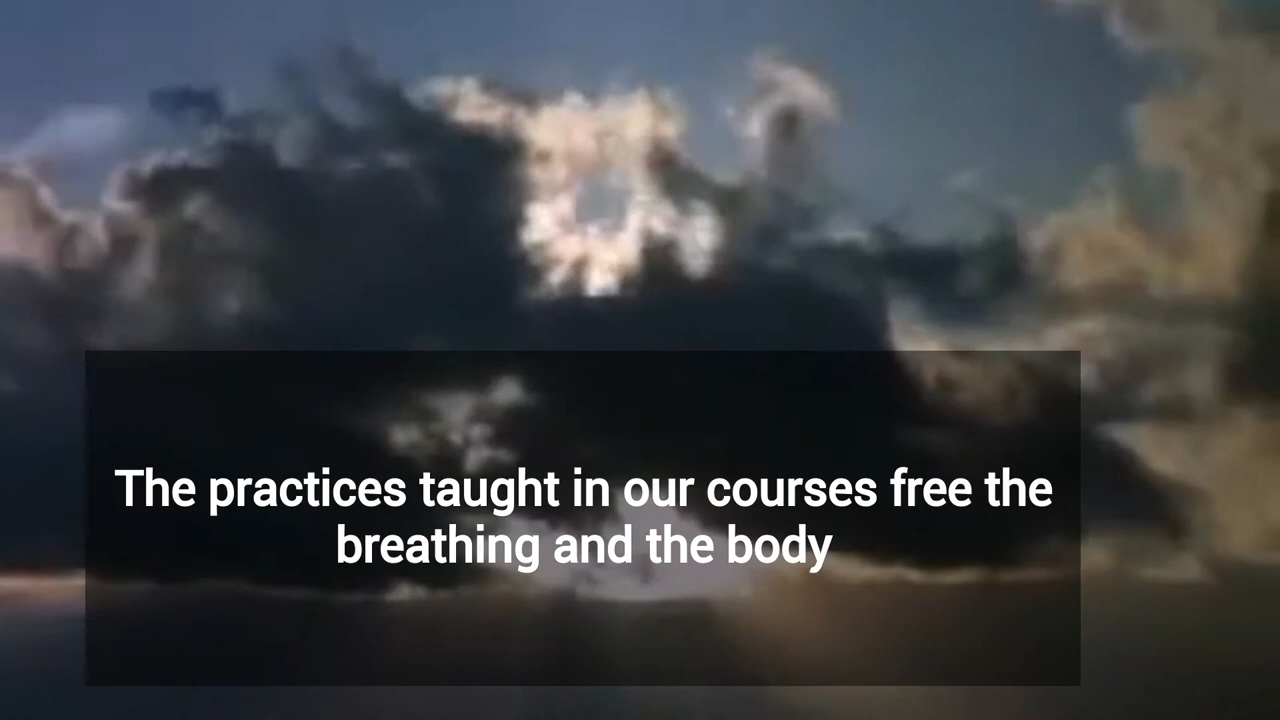 The practices taught in our courses free the
breathing and the body